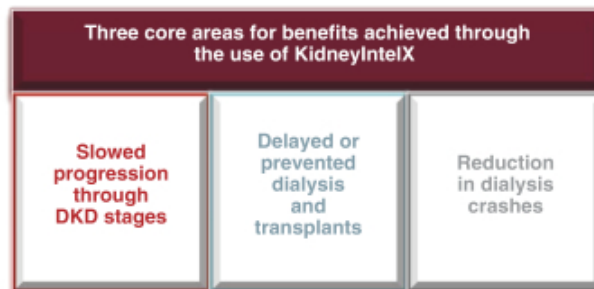 Three core areas for benefits achieved through
the use of KidneyIntelX
Slowed
progression
through
DKD stages
Delayed or
prevented
dialysis
and
transplants
Reduction
in dialysis
crashes